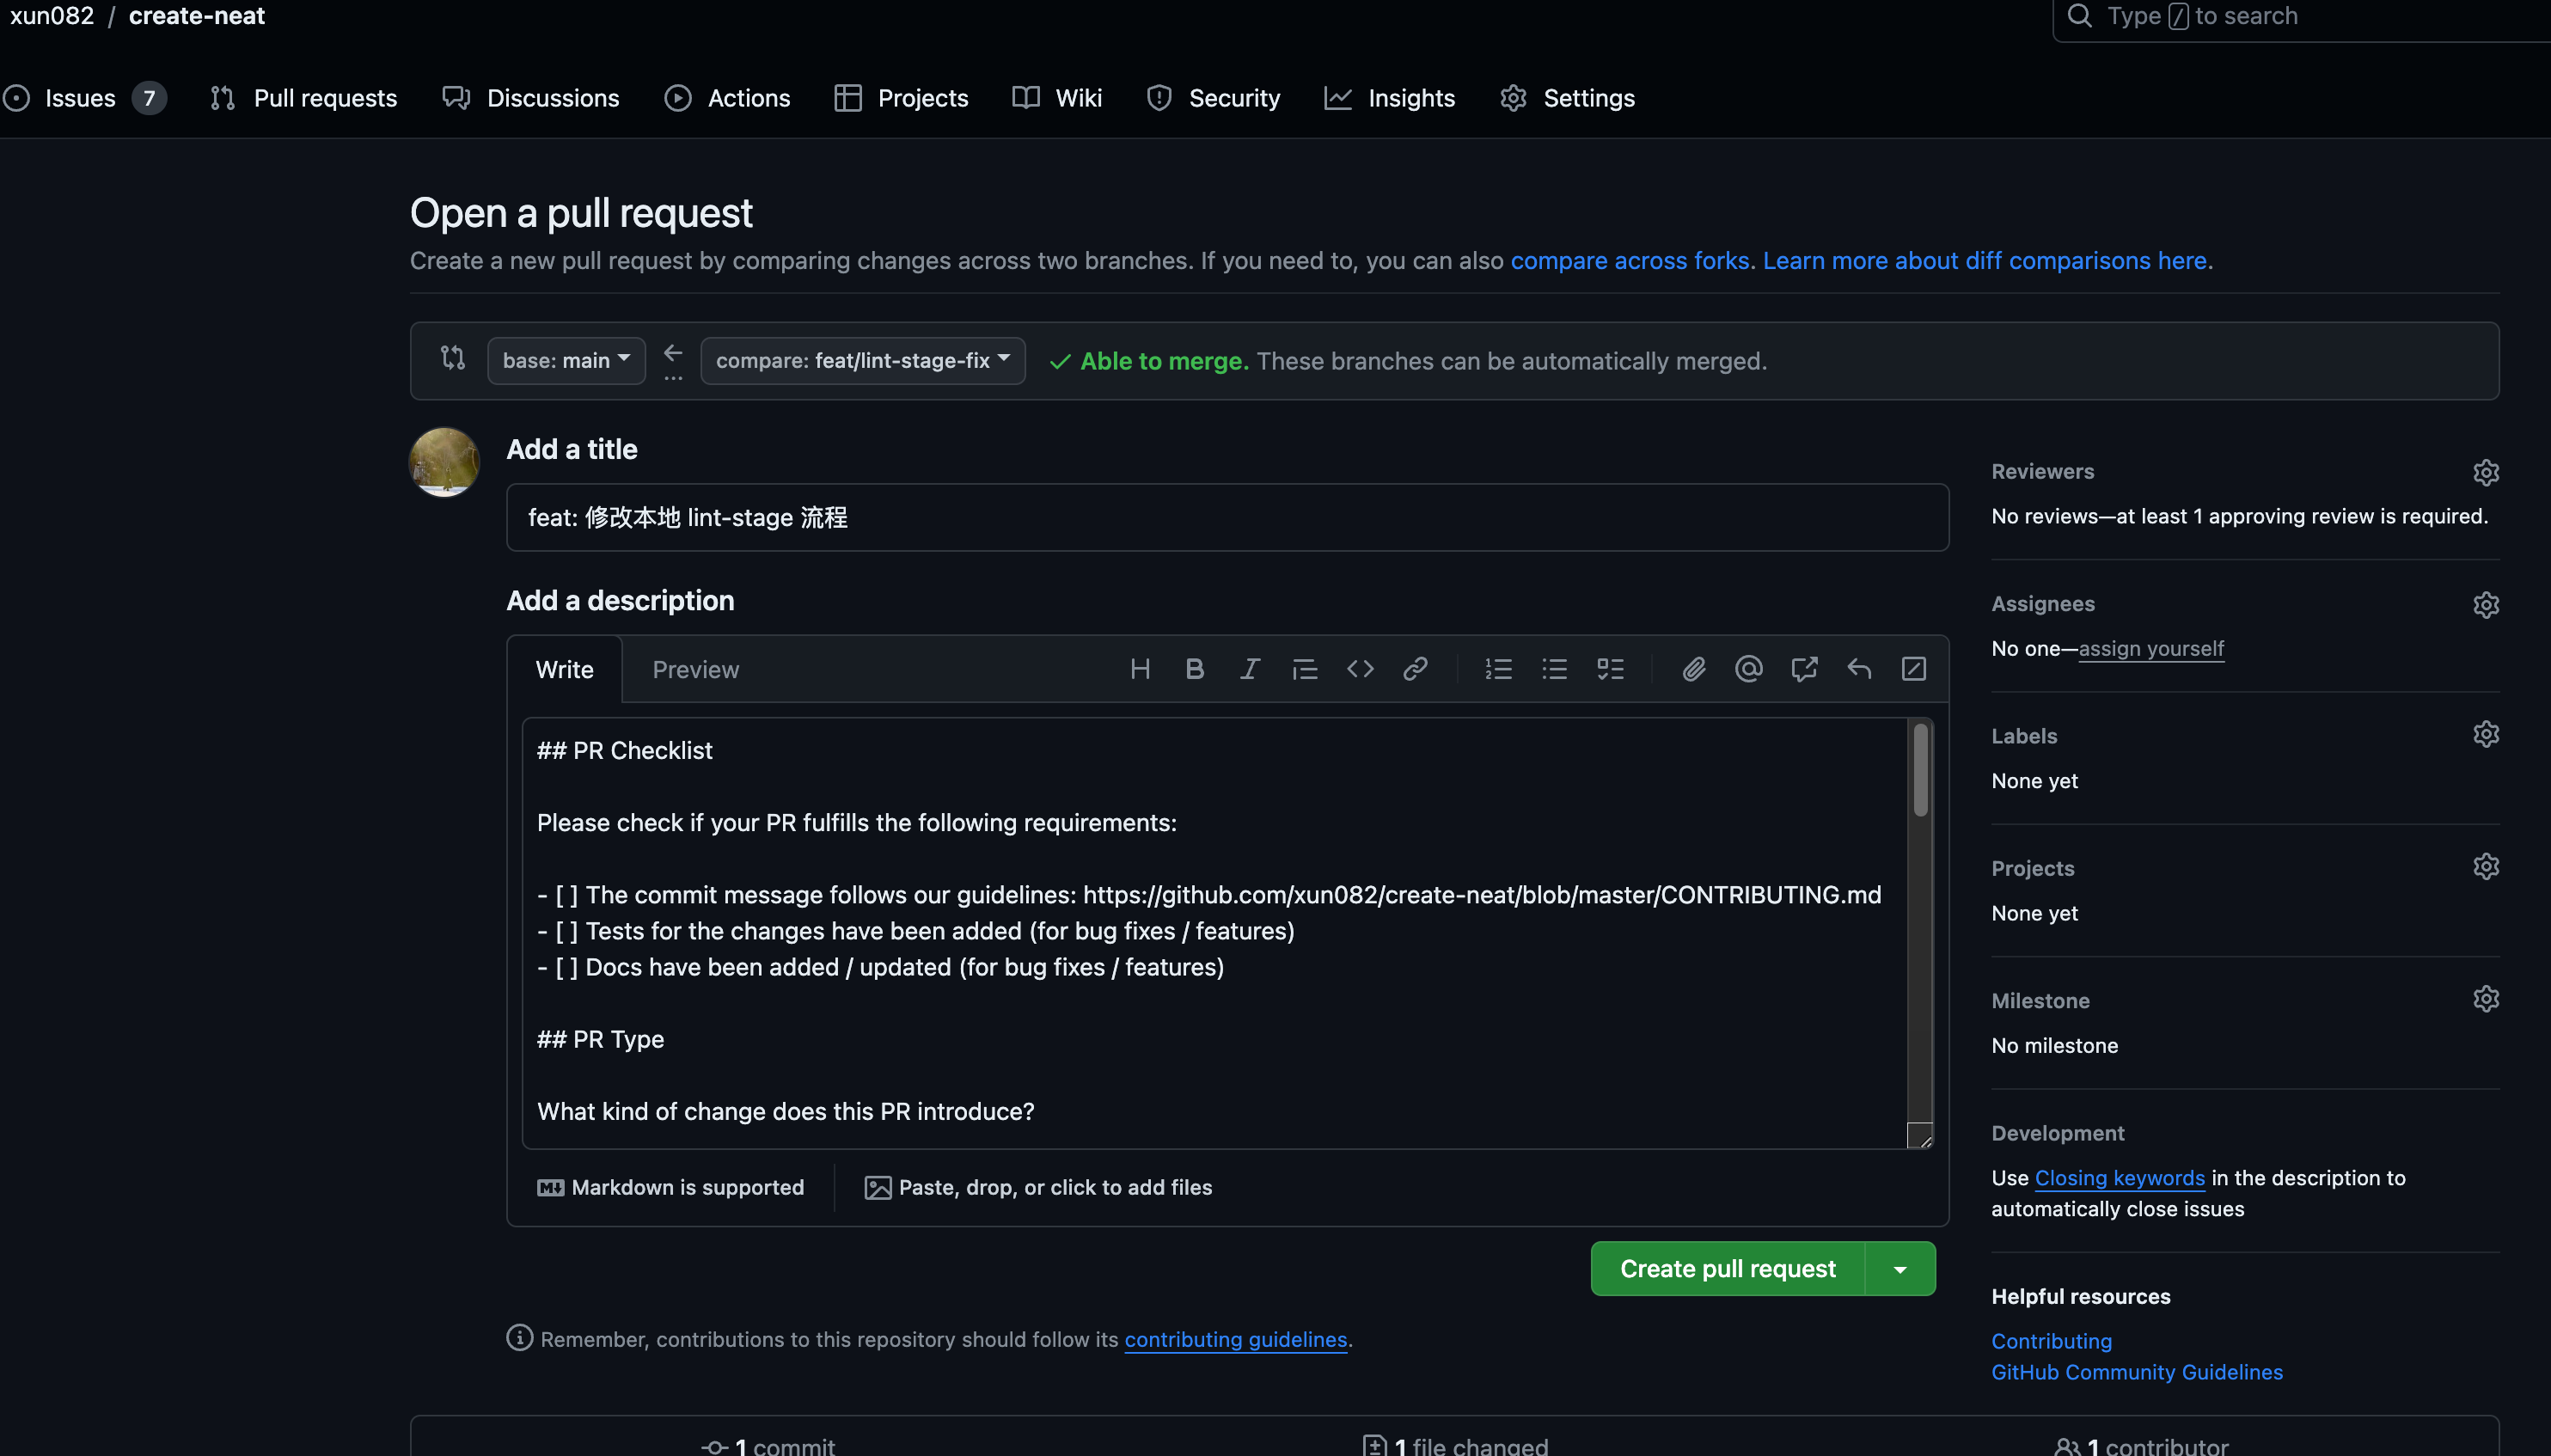 xun082 / create-neat
Type / to search
Issues 7 Pull requests Discussions Actions Projects Wiki Security Insights Settings
Open a pull request
Create a new pull request by comparing changes across two branches. If you need to, you can also compare across forks. Learn more about diff comparisons here.
base: main ... compare: feat/lint-stage-fix Able to merge. These branches can be automatically merged.
Add a title
feat: 修改本地 lint-stage 流程
Add a description
Write Preview
## PR Checklist
Please check if your PR fulfills the following requirements:
- [ ] The commit message follows our guidelines: https://github.com/xun082/create-neat/blob/master/CONTRIBUTING.md
- [ ] Tests for the changes have been added (for bug fixes / features)
- [ ] Docs have been added / updated (for bug fixes / features)
## PR Type
What kind of change does this PR introduce?
Markdown is supported Paste, drop, or click to add files
Create pull request
Remember, contributions to this repository should follow its contributing guidelines.
Reviewers
No reviews—at least 1 approving review is required.
Assignees
No one—assign yourself
Labels
None yet
Projects
None yet
Milestone
No milestone
Development
Use Closing keywords in the description to
automatically close issues
Helpful resources
Contributing
GitHub Community Guidelines
1 commit 1 file changed 1 contributor